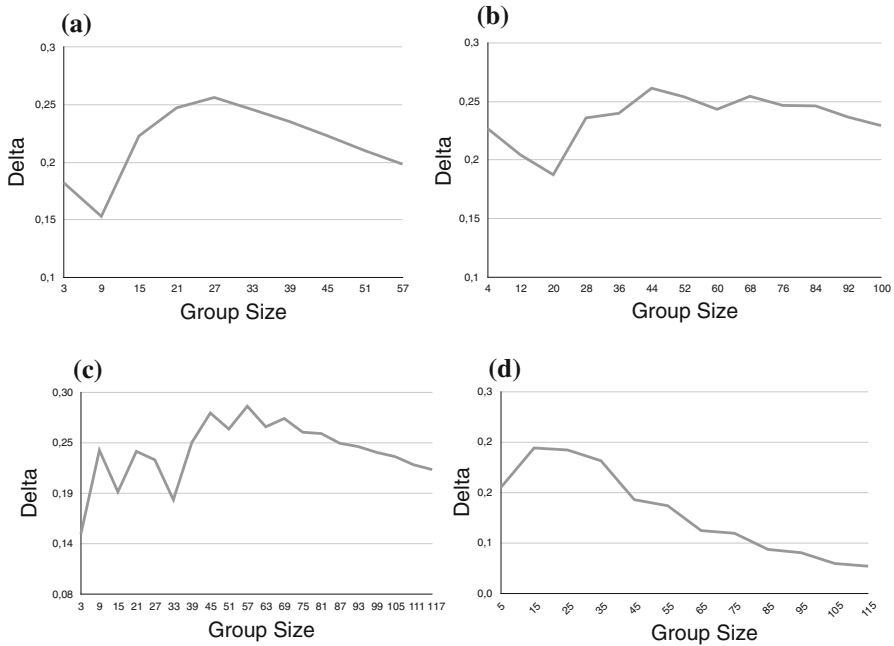 (a)
0,3
0,25
0,2
0,15
0,1
Delta
3 9 15 21 27 33 39 45 51 57
Group Size
(b)
0,3
0,25
0,2
0,15
0,1
Delta
4 12 20 28 36 44 52 60 68 76 84 92 100
Group Size
(c)
0,30
0,25
0,19
0,14
0,08
Delta
3 9 15 21 27 33 39 45 51 57 63 69 75 81 87 93 99 105 111 117
Group Size
(d)
0,3
0,2
0,2
0,1
0,0
Delta
5 15 25 35 45 55 65 75 85 95 105 115
Group Size